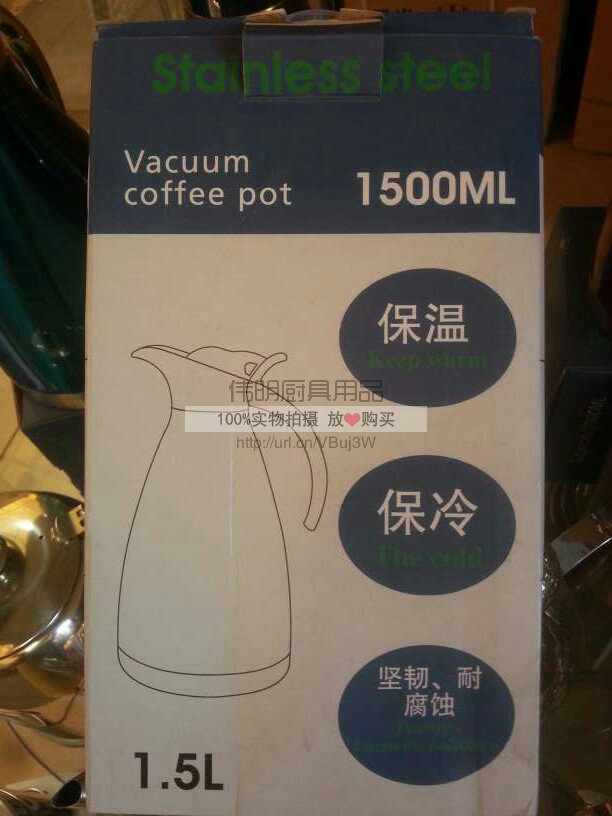 Stainless steel
Vacuum
coffee pot
1500ML
保温
Keep warm
伟明厨具用品
100%实物拍摄 放❤购买
http://url.cn/VBuj3W
保冷
The cold
坚韧、耐
腐蚀
1.5L